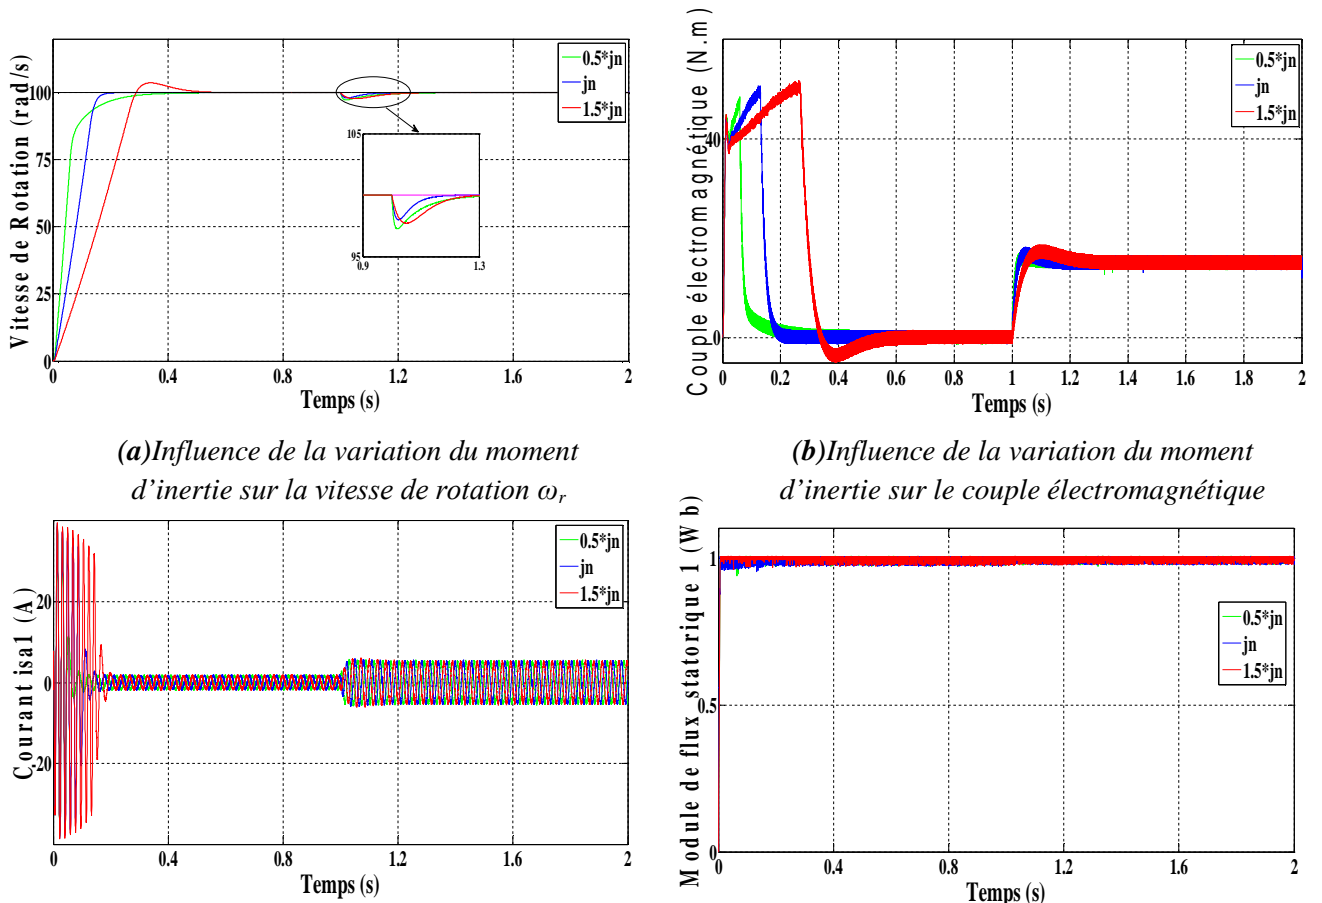 Vitesse de Rotation (rad/s)
100
75
50
25
0
0.5*jn
jn
1.5*jn
105
95
0.9
1.3
0
0.4
0.8
1.2
1.6
2
Temps (s)
Couple électromagnétique (N.m)
40
0
0.5*jn
jn
1.5*jn
0
0.2
0.4
0.6
0.8
1
1.2
1.4
1.6
1.8
2
Temps (s)
(a)Influence de la variation du moment
d'inertie sur la vitesse de rotation ωr
(b)Influence de la variation du moment
d'inertie sur le couple électromagnétique
Courant isa1 (A)
20
0
-20
0.5*jn
jn
1.5*jn
0
0.4
0.8
1.2
1.6
2
Temps (s)
Module de flux statorique 1 (Wb)
1
0.5
0
0.5*jn
jn
1.5*jn
0
0.4
0.8
1.2
1.6
2
Temps (s)